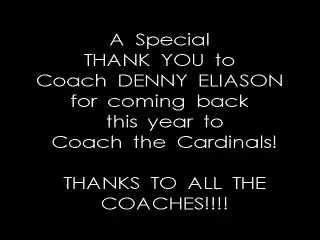 A Special
THANK YOU to
Coach DENNY ELIASON
for coming back
this year to
Coach the Cardinals!
THANKS TO ALL THE
COACHES!!!!